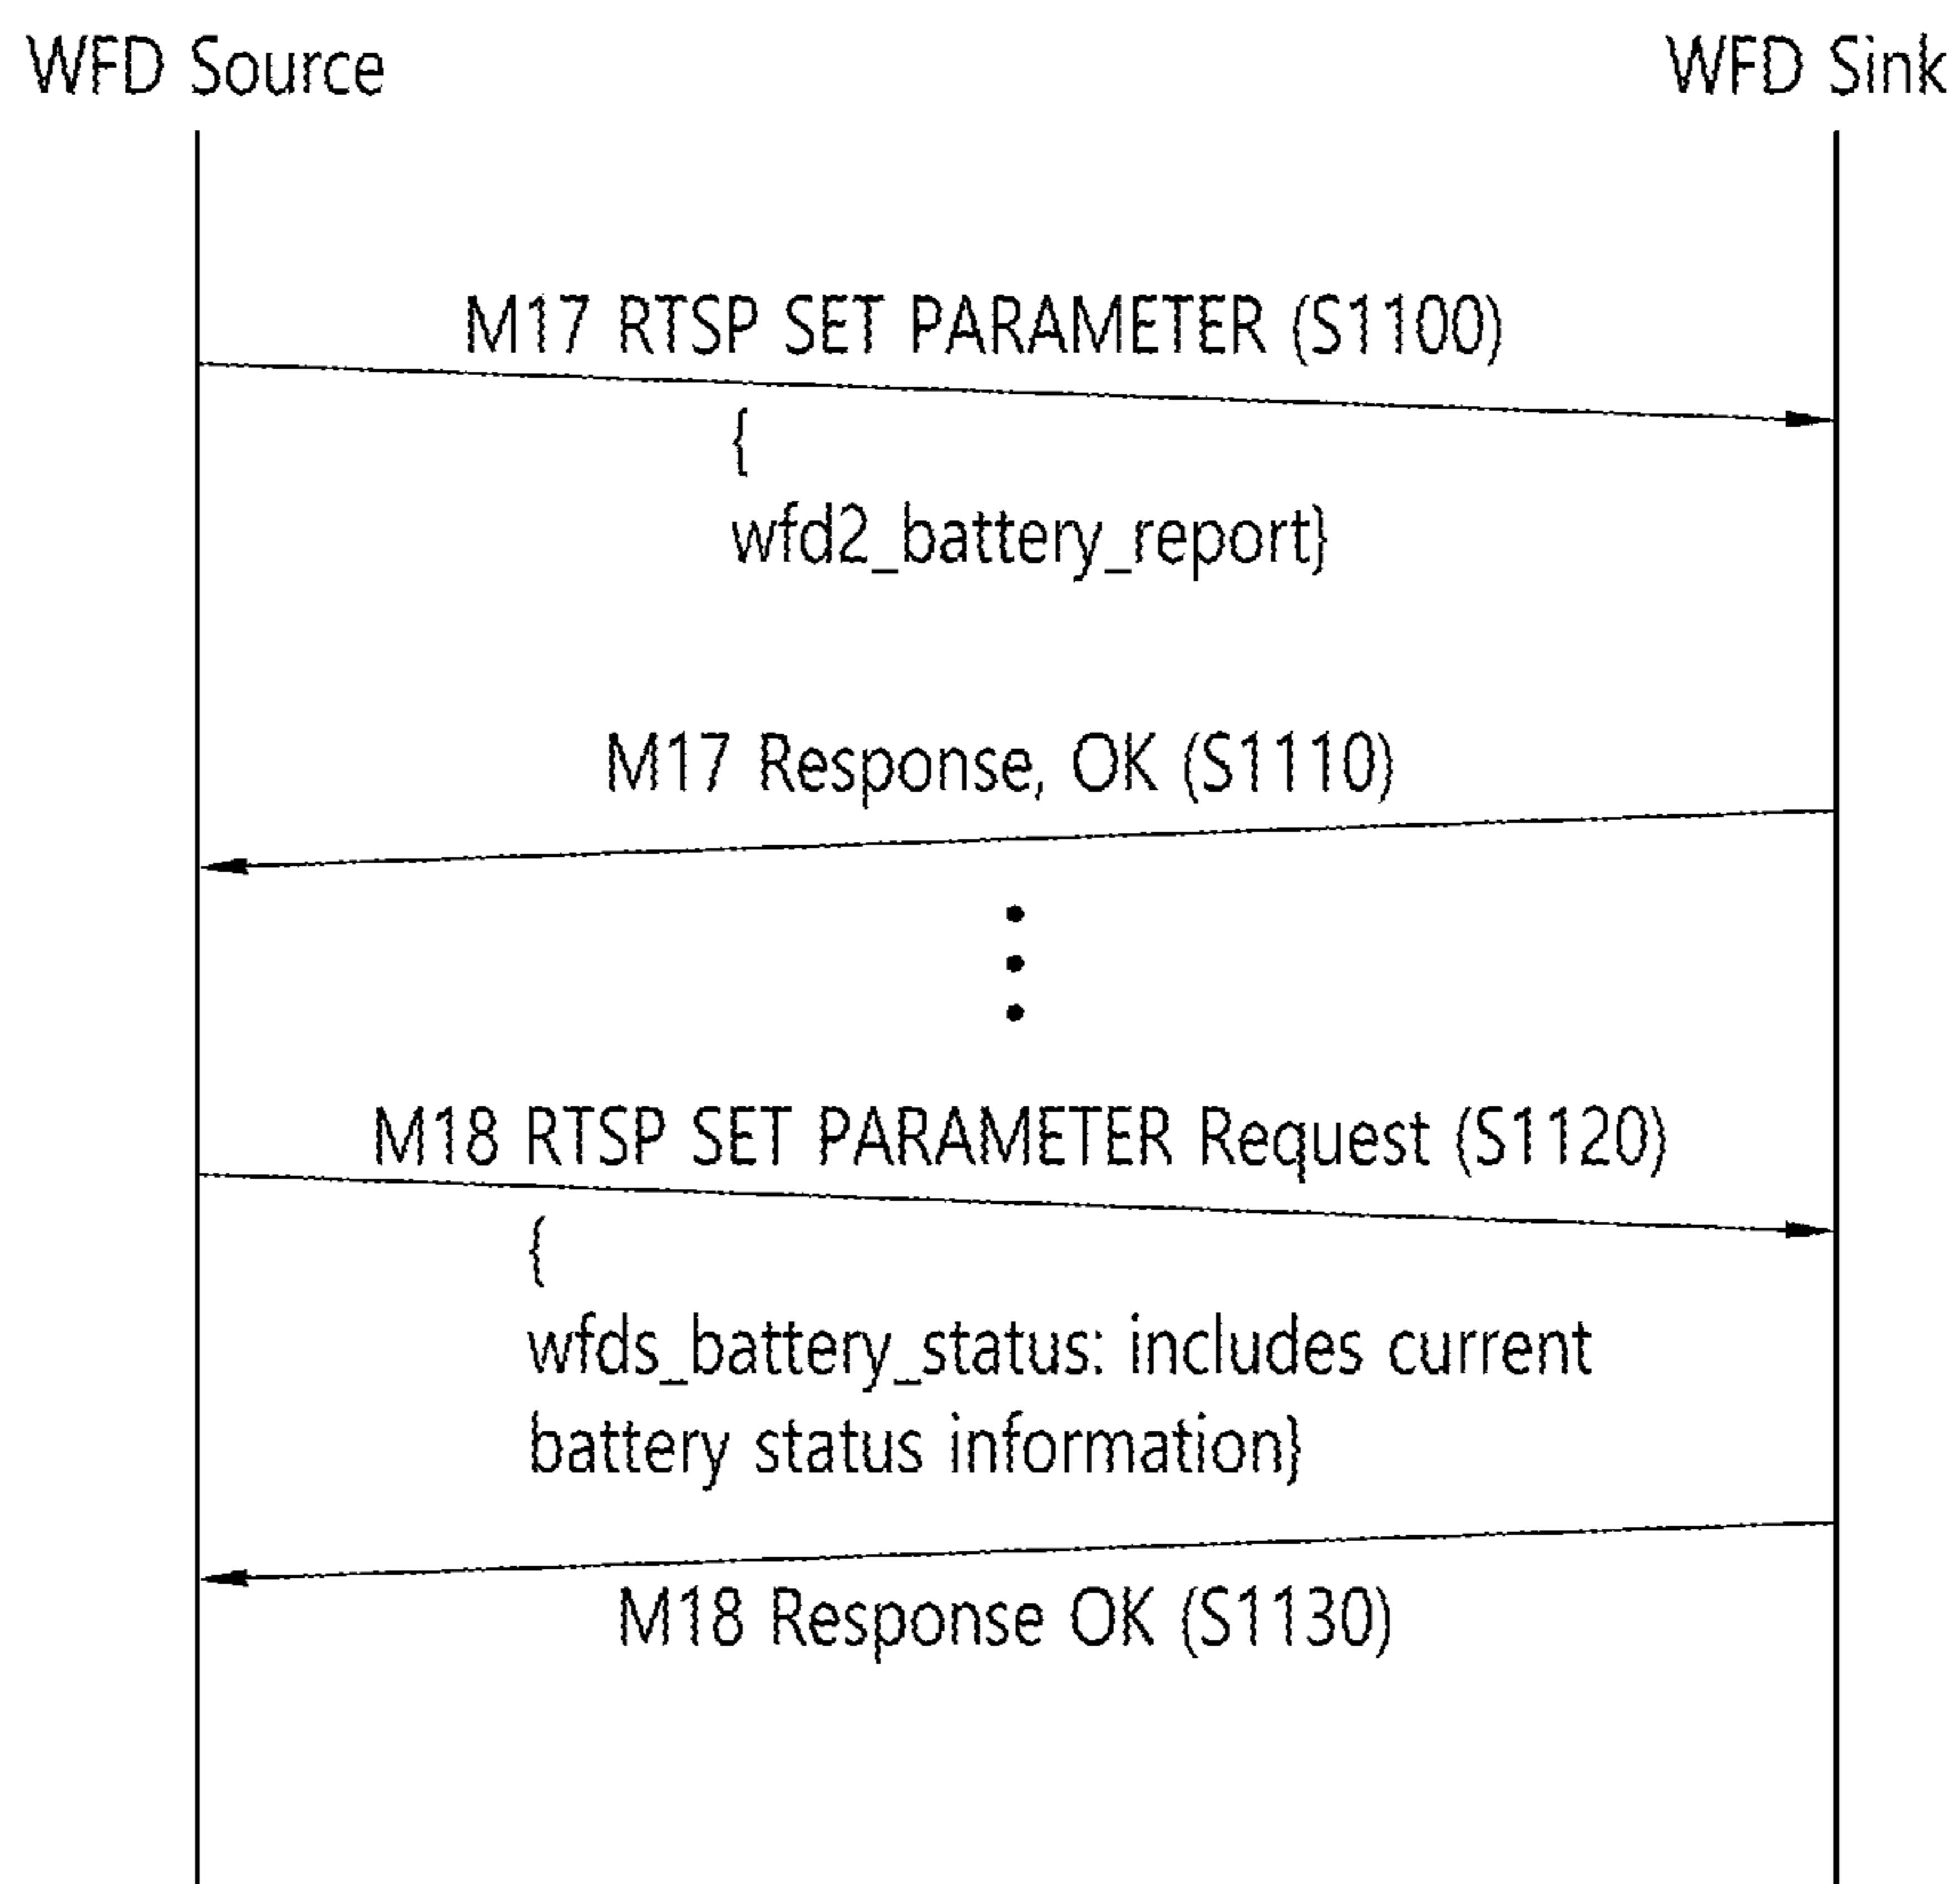 WFD Source WFD Sink
M17 RTSP SET PARAMETER (S1100)
{
wfd2_battery_report}
M17 Response, OK (S1110)
M18 RTSP SET PARAMETER Request (S1120)
{
wfds_battery_status: includes current
battery status information}
M18 Response OK (S1130)